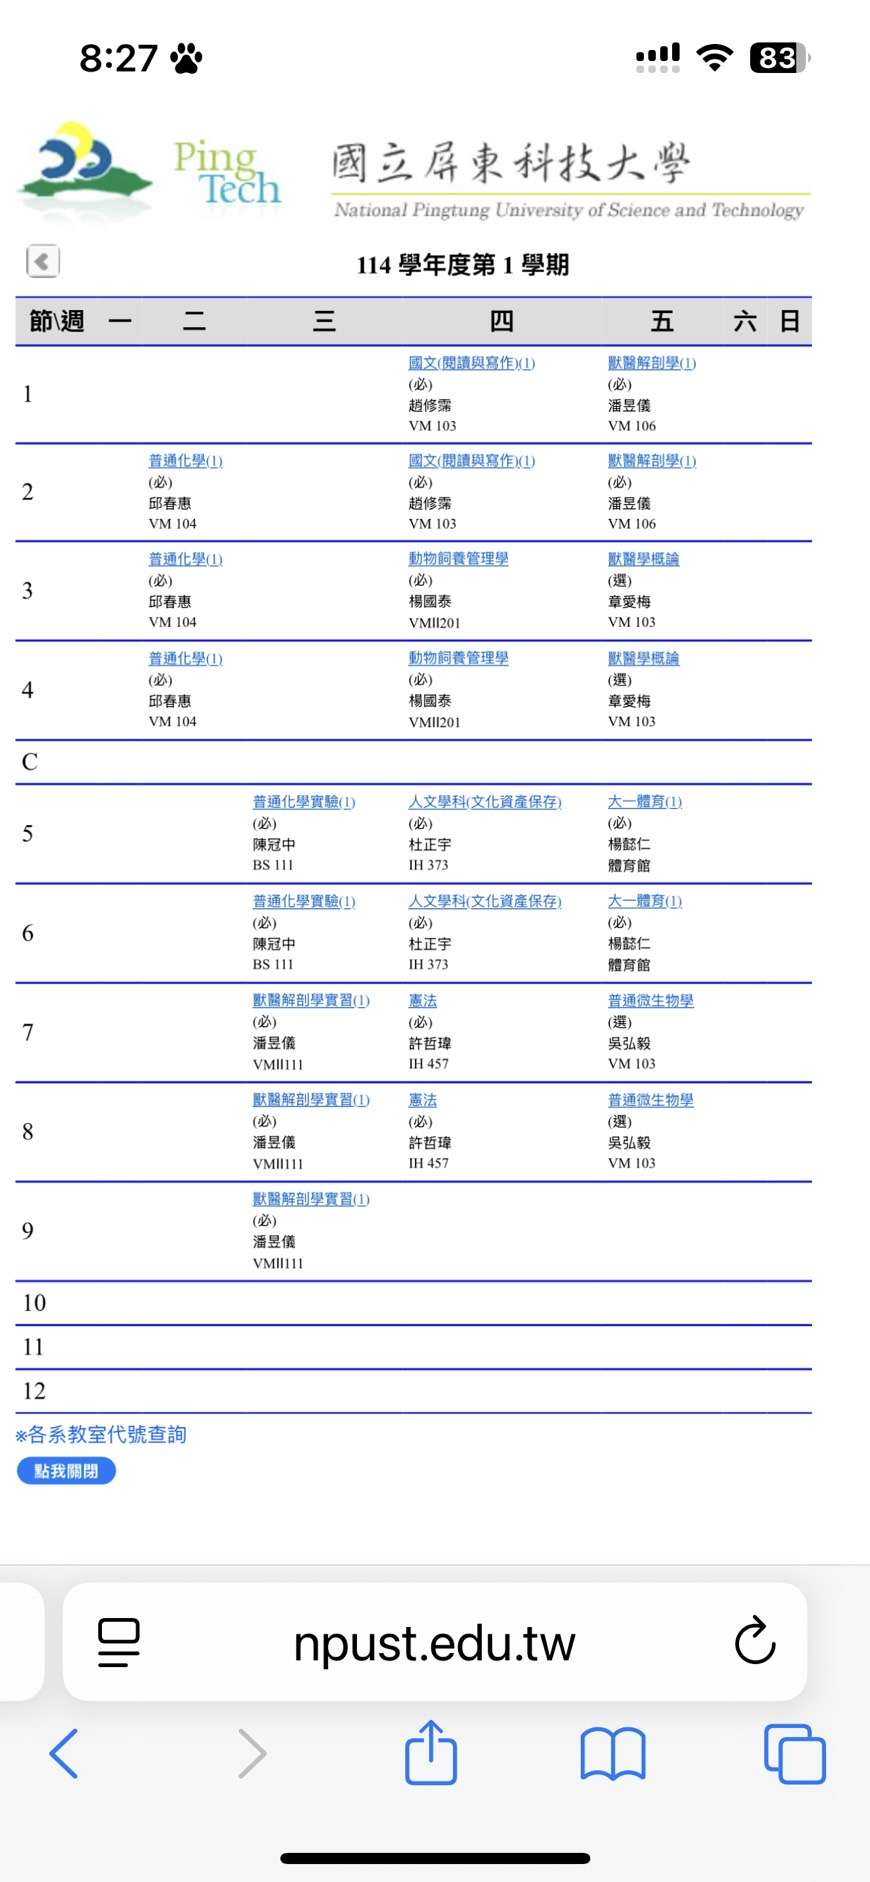 8:27
83
Ping
Tech
國立屏東科技大學
National Pingtung University of Science and Technology
114 學年度第 1 學期
節\週 一 二 三 四 五 六 日
1
國文(閱讀與寫作)(1)
(必)
趙修霈
VM 103
獸醫解剖學(1)
(必)
潘昱儀
VM 106
2
普通化學(1)
(必)
邱春惠
VM 104
國文(閱讀與寫作)(1)
(必)
趙修霈
VM 103
獸醫解剖學(1)
(必)
潘昱儀
VM 106
3
普通化學(1)
(必)
邱春惠
VM 104
動物飼養管理學
(必)
楊國泰
VMII201
獸醫學概論
(選)
章愛梅
VM 103
4
普通化學(1)
(必)
邱春惠
VM 104
動物飼養管理學
(必)
楊國泰
VMII201
獸醫學概論
(選)
章愛梅
VM 103
C
5
普通化學實驗(1)
(必)
陳冠中
BS 111
人文學科(文化資產保存)
(必)
杜正宇
IH 373
大一體育(1)
(必)
楊懿仁
體育館
6
普通化學實驗(1)
(必)
陳冠中
BS 111
人文學科(文化資產保存)
(必)
杜正宇
IH 373
大一體育(1)
(必)
楊懿仁
體育館
7
獸醫解剖學實習(1)
(必)
潘昱儀
VMII111
憲法
(必)
許哲瑋
IH 457
普通微生物學
(選)
吳弘毅
VM 103
8
獸醫解剖學實習(1)
(必)
潘昱儀
VMII111
憲法
(必)
許哲瑋
IH 457
普通微生物學
(選)
吳弘毅
VM 103
9
獸醫解剖學實習(1)
(必)
潘昱儀
VMII111
10
11
12
※各系教室代號查詢
點我關閉
npust.edu.tw